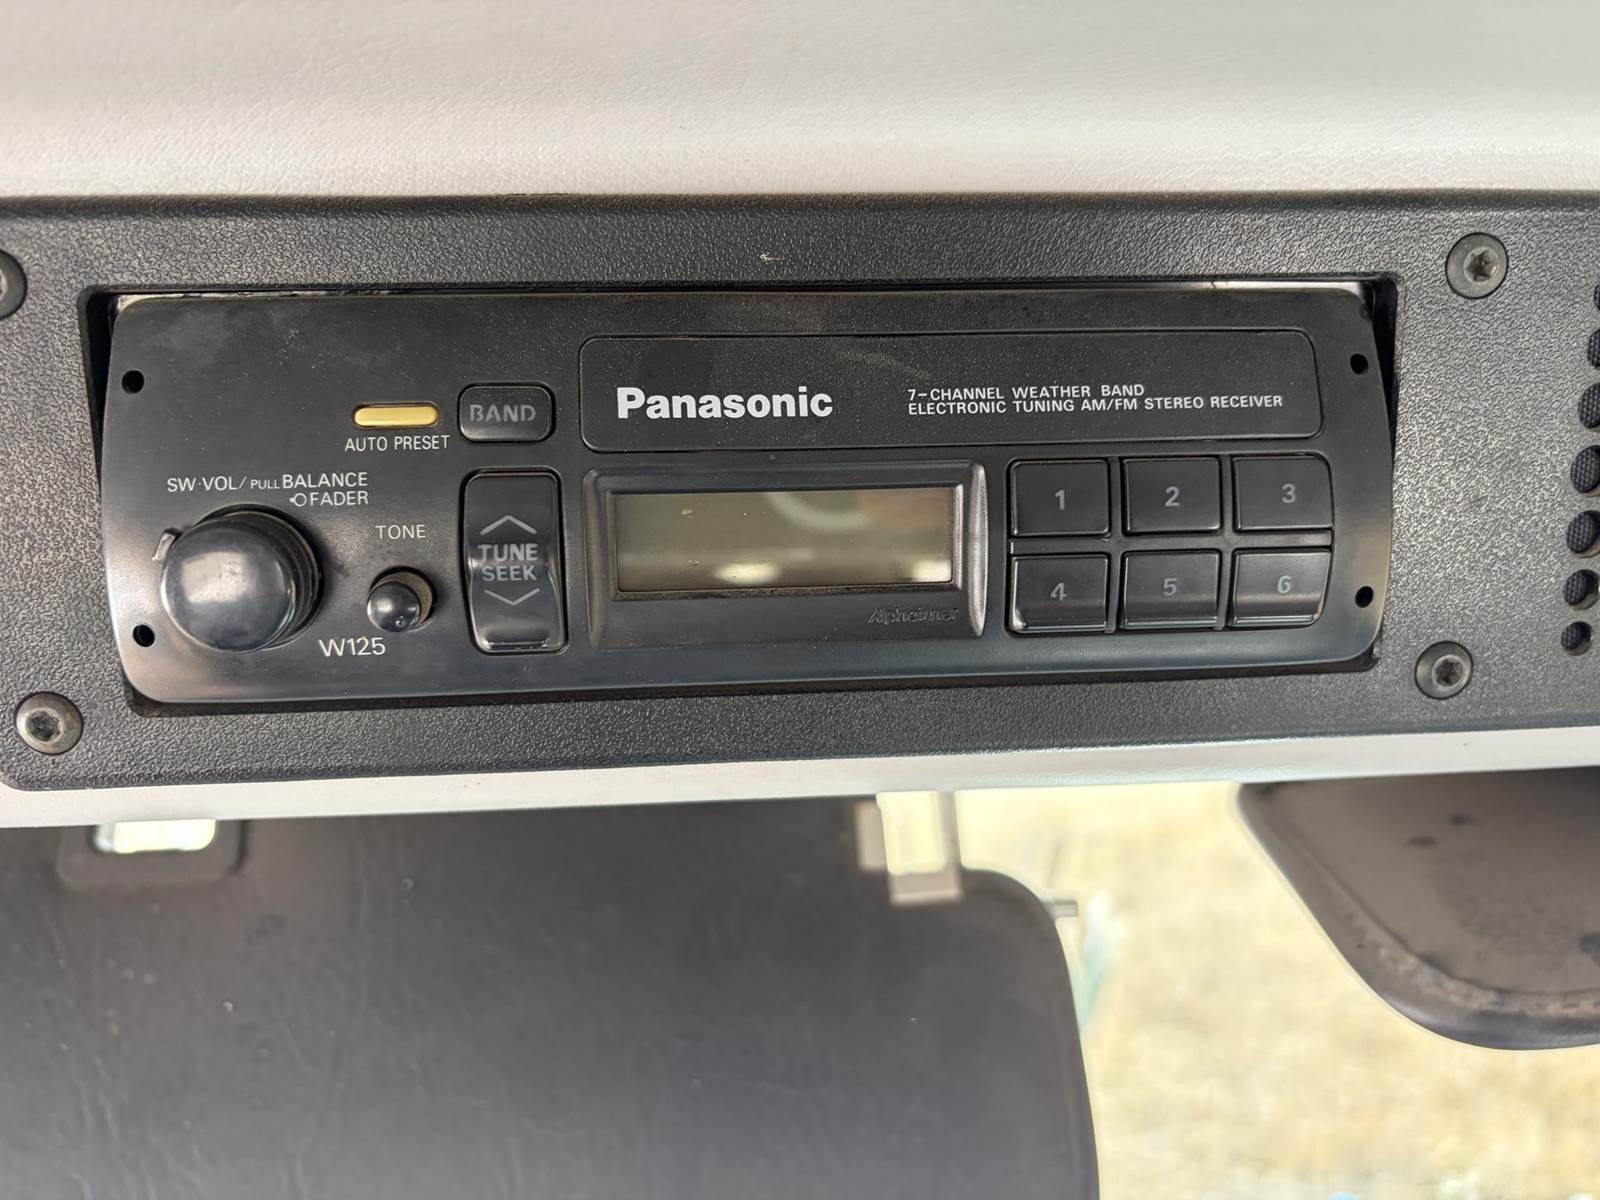 Panasonic
7-CHANNEL WEATHER BAND
ELECTRONIC TUNING AM/FM STEREO RECEIVER
BAND
AUTO PRESET
SW·VOL/PULL BALANCE
FADER
TONE
TUNE
SEEK
W125
1 2 3
4 5 6